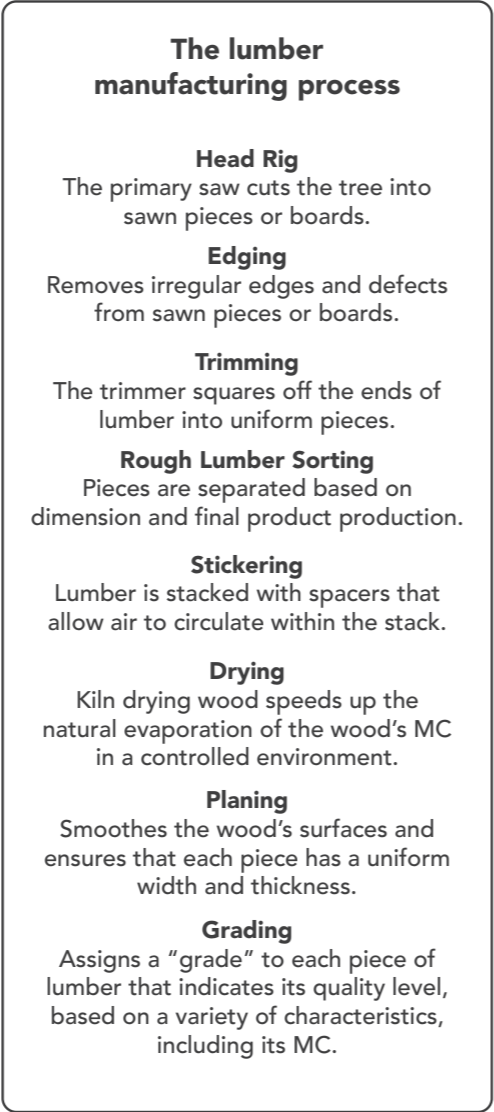 The lumber
manufacturing process
Head Rig
The primary saw cuts the tree into
sawn pieces or boards.
Edging
Removes irregular edges and defects
from sawn pieces or boards.
Trimming
The trimmer squares off the ends of
lumber into uniform pieces.
Rough Lumber Sorting
Pieces are separated based on
dimension and final product production.
Stickering
Lumber is stacked with spacers that
allow air to circulate within the stack.
Drying
Kiln drying wood speeds up the
natural evaporation of the wood’s MC
in a controlled environment.
Planing
Smoothes the wood’s surfaces and
ensures that each piece has a uniform
width and thickness.
Grading
Assigns a “grade” to each piece of
lumber that indicates its quality level,
based on a variety of characteristics,
including its MC.